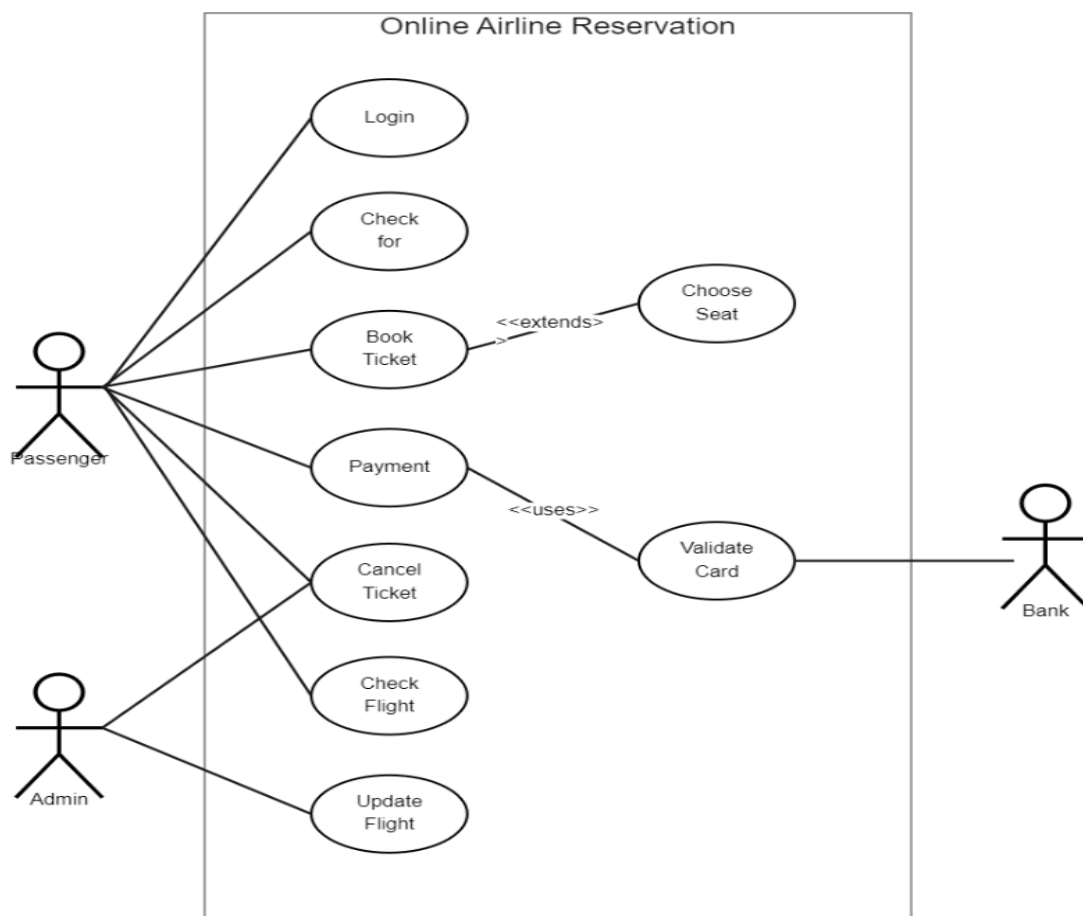 Online Airline Reservation
Login
Check
for
Choose
Seat
<<extends>
>
Book
Ticket
Passenger
Payment
<<uses>>
Validate
Card
Cancel
Ticket
Bank
Check
Flight
Admin
Update
Flight